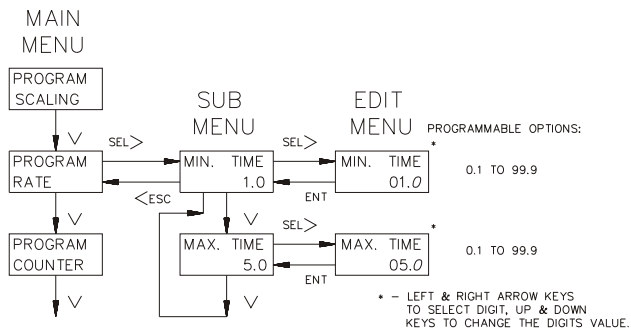 MAIN
MENU
PROGRAM
SCALING
SUB
MENU
EDIT
MENU
PROGRAMMABLE OPTIONS:
∨
SEL>
SEL>
*
PROGRAM
RATE
MIN. TIME
1.0
MIN. TIME
01.0
0.1 TO 99.9
<ESC
ENT
∨
∨
SEL>
*
PROGRAM
COUNTER
MAX. TIME
5.0
MAX. TIME
05.0
0.1 TO 99.9
ENT
∨
∨
* – LEFT & RIGHT ARROW KEYS
TO SELECT DIGIT, UP & DOWN
KEYS TO CHANGE THE DIGITS VALUE.